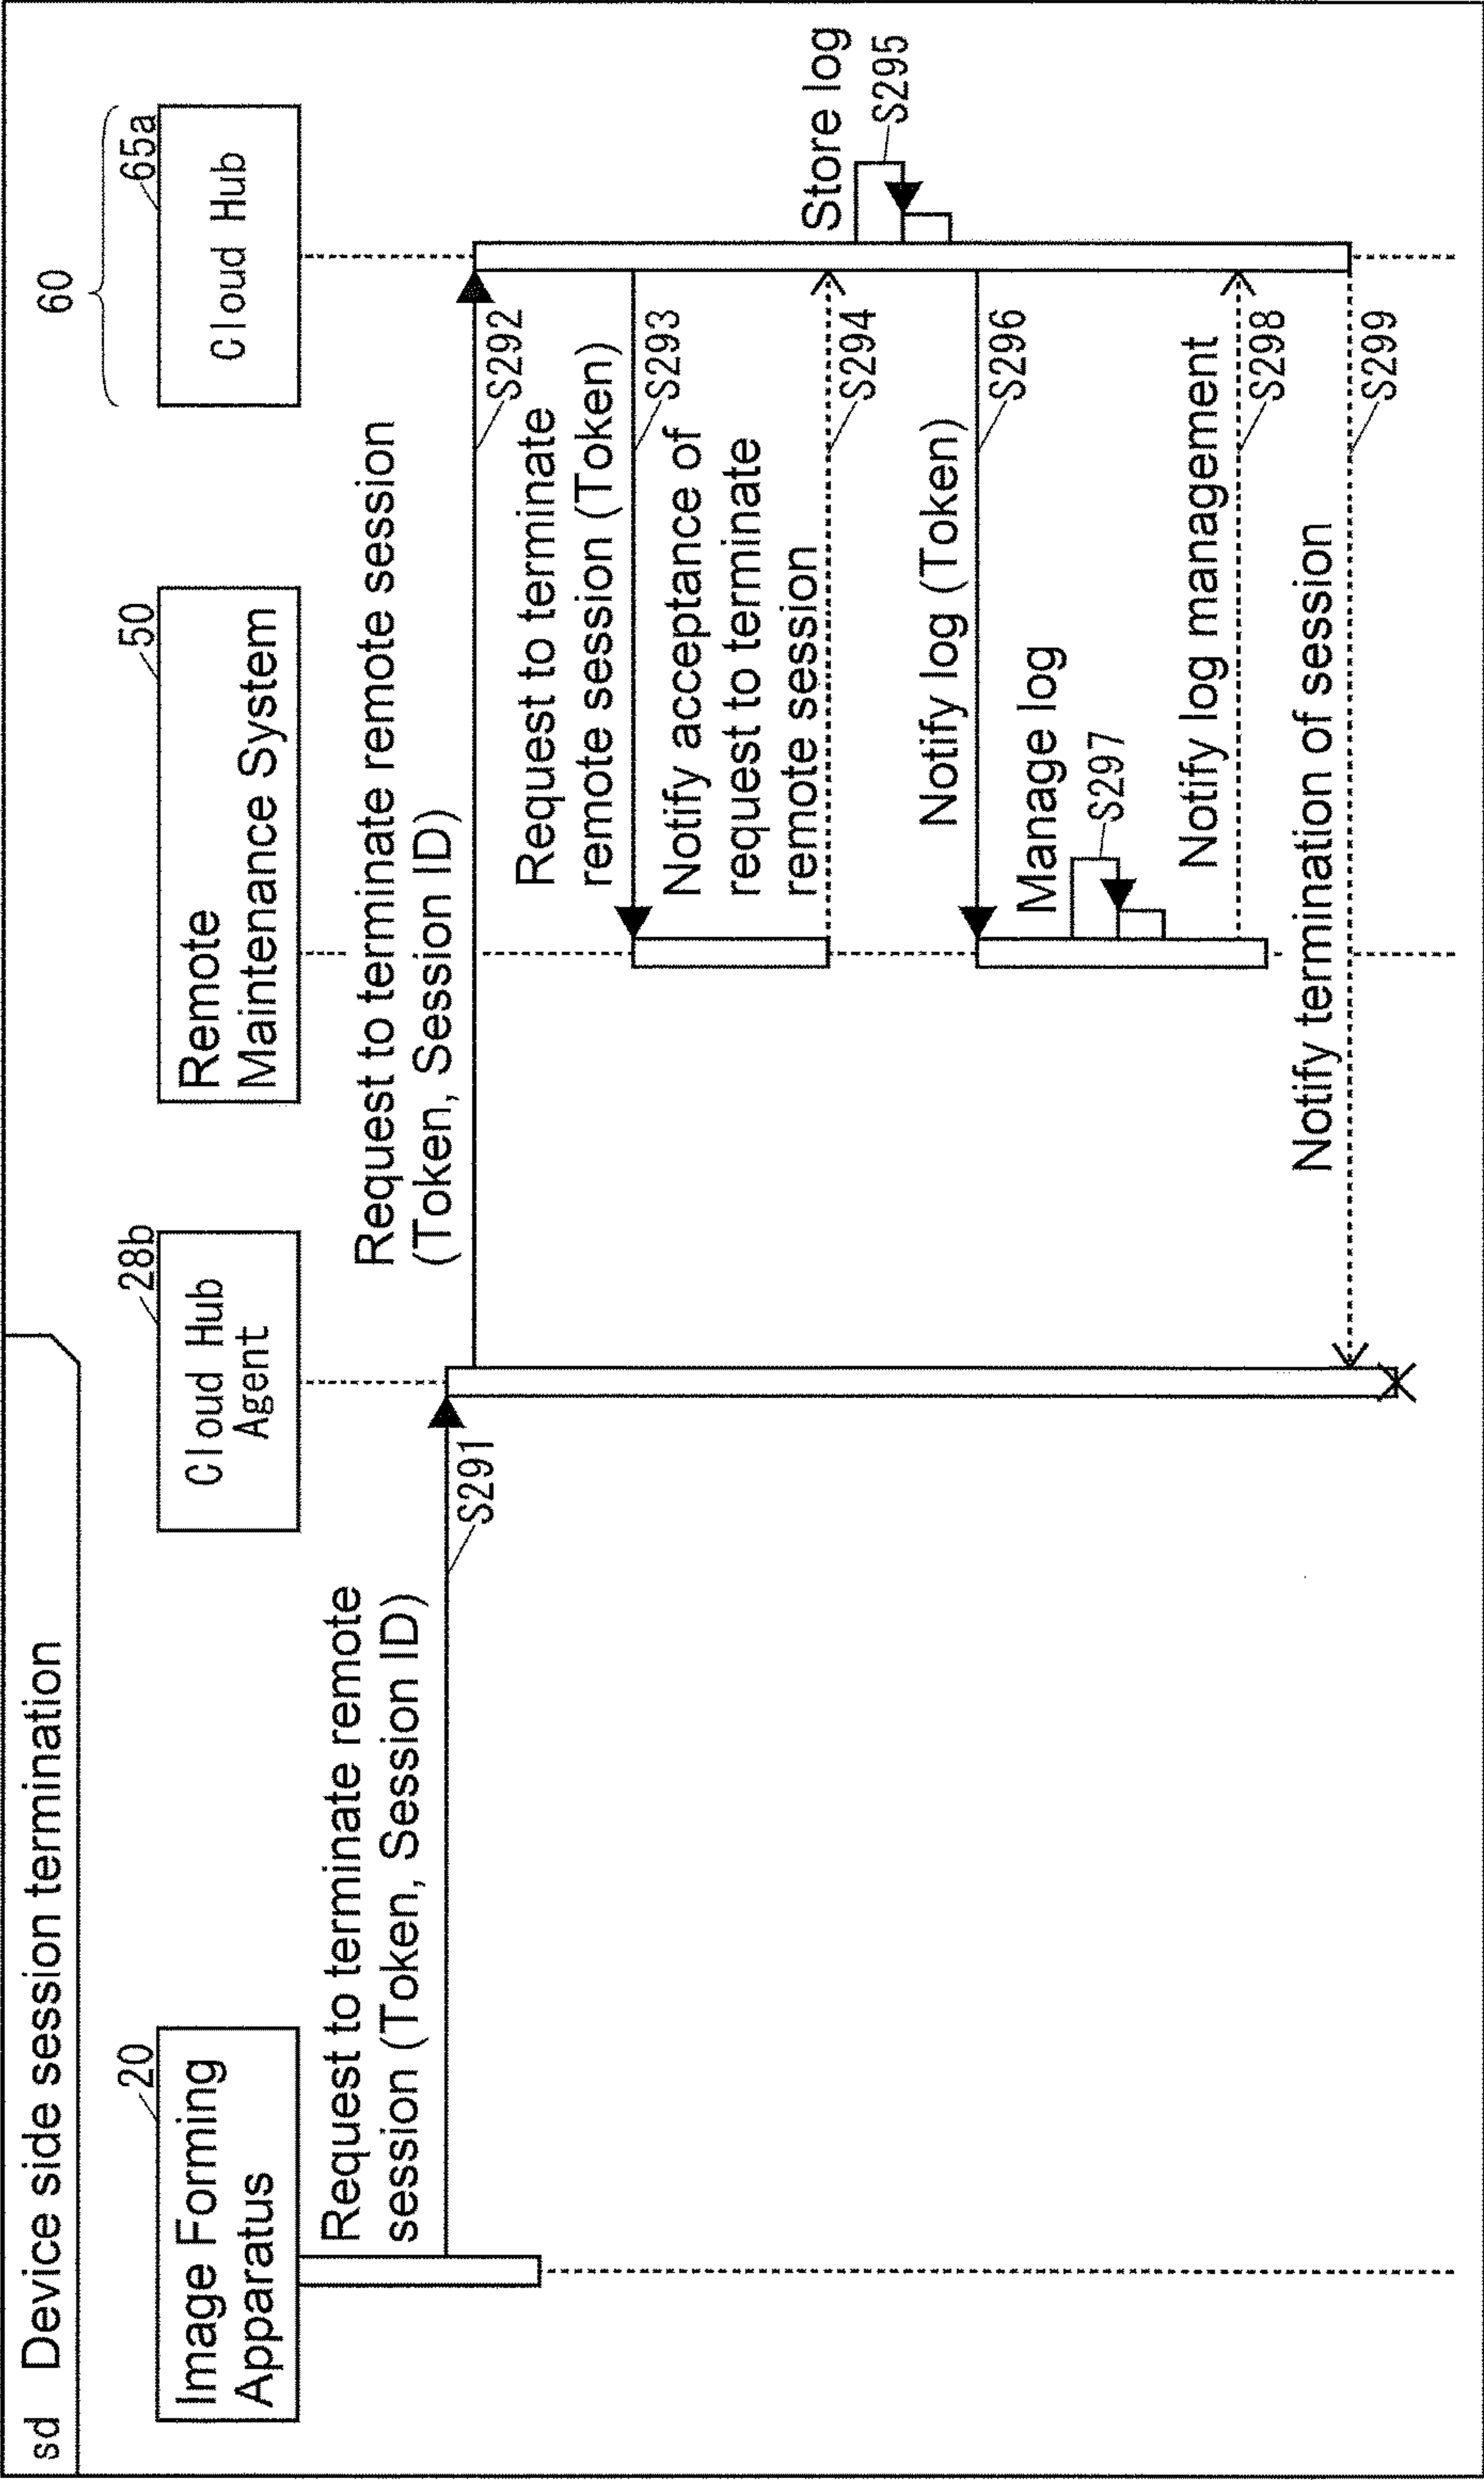 sd Device side session termination
60
20
28b
50
65a
Image Forming
Apparatus
Cloud Hub
Agent
Remote
Maintenance System
Cloud Hub
Request to terminate remote
session (Token, Session ID)
S291
Request to terminate remote session
(Token, Session ID)
S292
Request to terminate
remote session (Token)
S293
Notify acceptance of
request to terminate
remote session
S294
Store log
S295
Notify log (Token)
S296
Manage log
S297
Notify log management
S298
Notify termination of session
S299